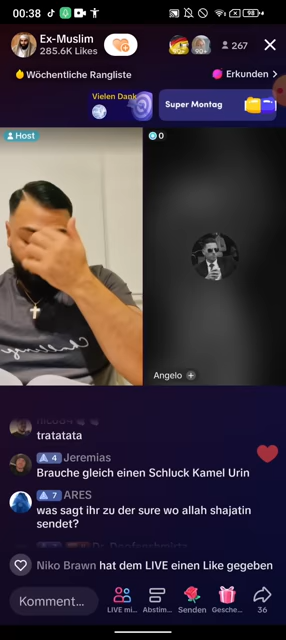 00:38
98
Ex-Muslim
285.6K Likes
267
Wöchentliche Rangliste
Erkunden >
Vielen Dank
Super Montag
Host
0
Challenge
Angelo +
tratatata
4 Jeremias
Brauche gleich einen Schluck Kamel Urin
7 ARES
was sagt ihr zu der sure wo allah shajatin
sendet?
Niko Brawn hat dem LIVE einen Like gegeben
Komment...
LIVE mi...
Abstim...
Senden
Gesche...
36